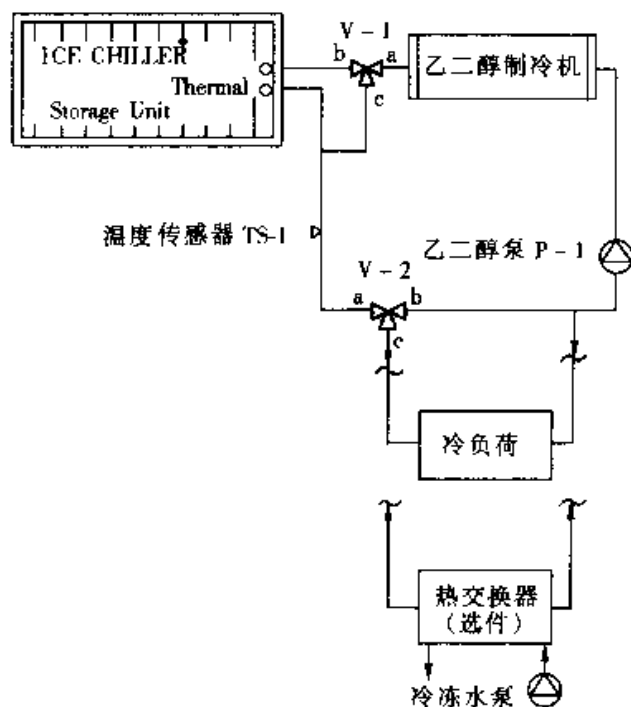 V-1
ICE CHILLER
b
a
乙二醇制冷机
Thermal
c
Storage Unit
温度传感器 TS-1
乙二醇泵 P-1
V-2
a
b
c
冷负荷
热交换器
(选件)
冷冻水泵